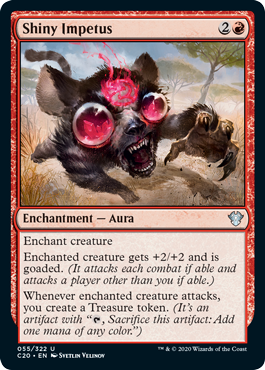 Shiny Impetus 2
Enchantment — Aura
Enchant creature
Enchanted creature gets +2/+2 and is
goaded. (It attacks each combat if able and
attacks a player other than you if able.)
Whenever enchanted creature attacks,
you create a Treasure token. (It's an
artifact with “, Sacrifice this artifact: Add
one mana of any color.”)
055/322 U
C20 • EN SVETLIN VELINOV
™ & © 2020 Wizards of the Coast